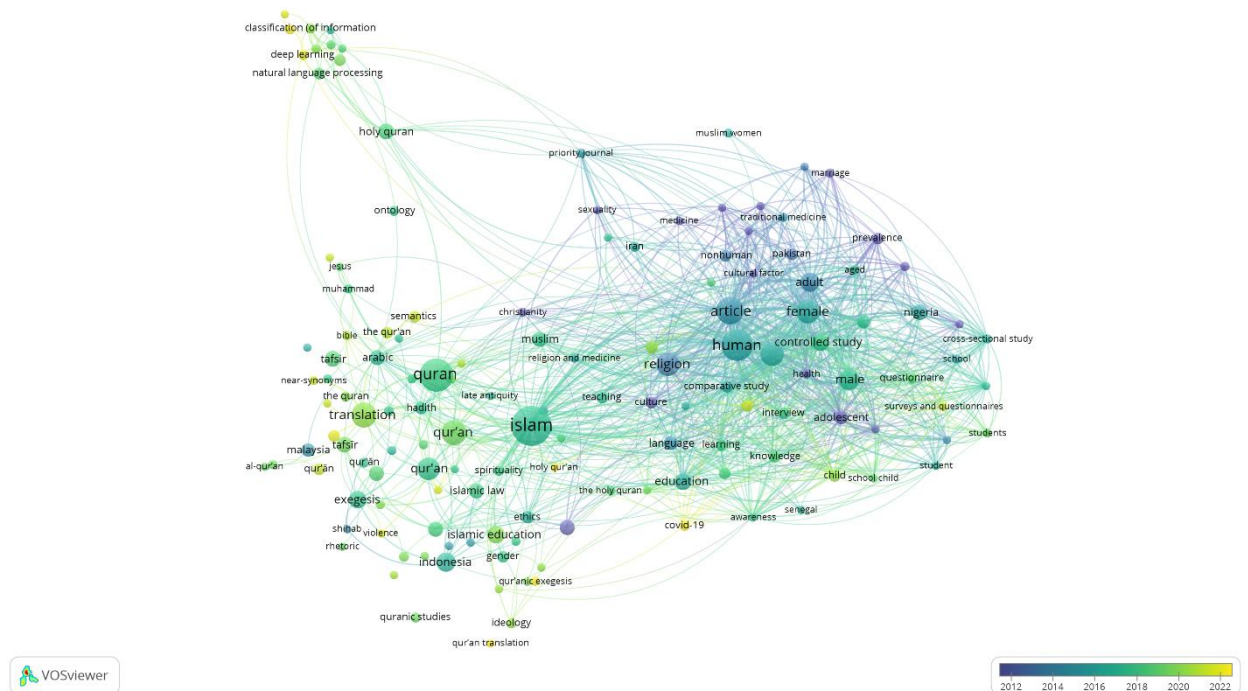 classification (of information
deep learning
natural language processing
holy quran
muslim women
priority journal
marriage
ontology
sexuality
medicine
traditional medicine
prevalence
iran
nonhuman
pakistan
jesus
cultural factor
aged
muhammad
adult
semantics
christianity
article
female
nigeria
bible
the qur'an
muslim
human
controlled study
cross-sectional study
tafsir
arabic
religion and medicine
religion
school
near-synonyms
quran
health
male
questionnaire
the quran
late antiquity
teaching
comparative study
culture
translation
hadith
interview
adolescent
surveys and questionnaires
islam
qur'an
students
malaysia
tafsīr
language
learning
al-qur'an
qur'ān
qur'ān
qur'an
spirituality
holy qur'an
knowledge
student
education
child
school child
exegesis
islamic law
the holy quran
senegal
shihab
violence
ethics
covid-19
awareness
rhetoric
islamic education
indonesia
gender
qur'anic exegesis
quranic studies
ideology
qur'an translation
VOSviewer
2012 2014 2016 2018 2020 2022